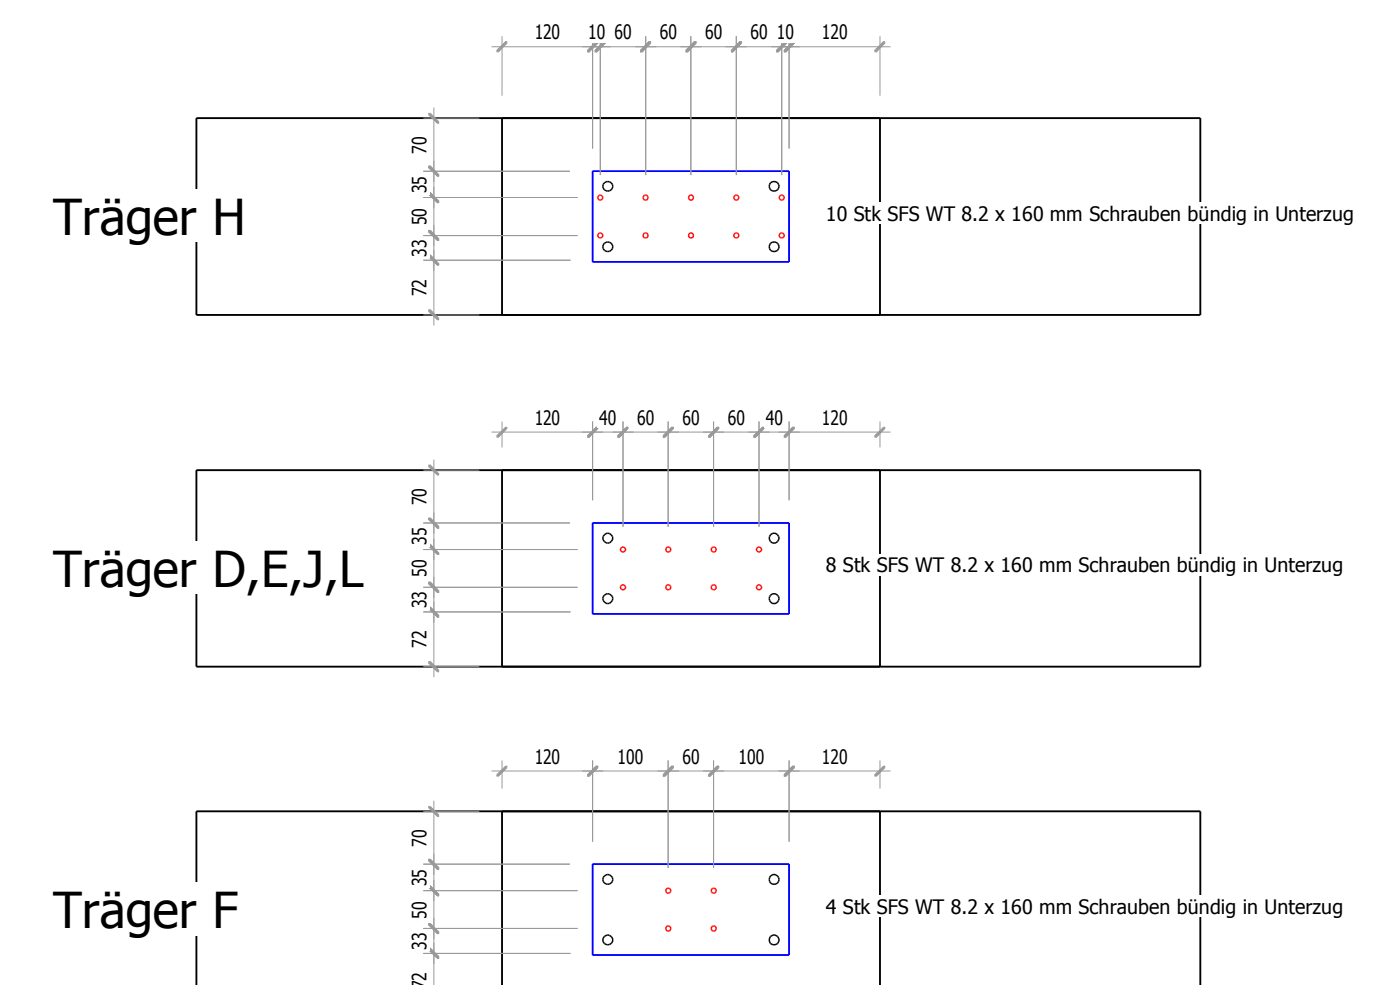 120 10 60 60 60 60 10 120
70
35
50
33
72
Träger H
10 Stk SFS WT 8.2 x 160 mm Schrauben bündig in Unterzug
120 40 60 60 60 40 120
70
35
50
33
72
Träger D,E,J,L
8 Stk SFS WT 8.2 x 160 mm Schrauben bündig in Unterzug
120 100 60 100 120
70
35
50
33
72
Träger F
4 Stk SFS WT 8.2 x 160 mm Schrauben bündig in Unterzug